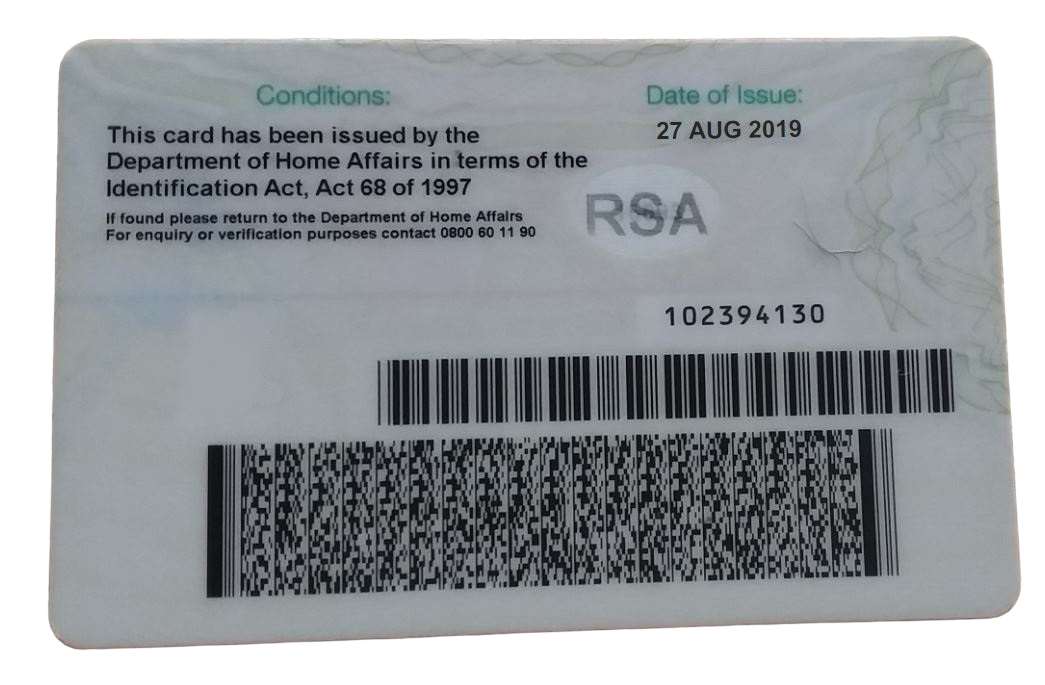 Conditions:
This card has been issued by the
Department of Home Affairs in terms of the
Identification Act, Act 68 of 1997
If found please return to the Department of Home Affairs
For enquiry or verification purposes contact 0800 60 11 90
Date of Issue:
27 AUG 2019
RSA
102394130